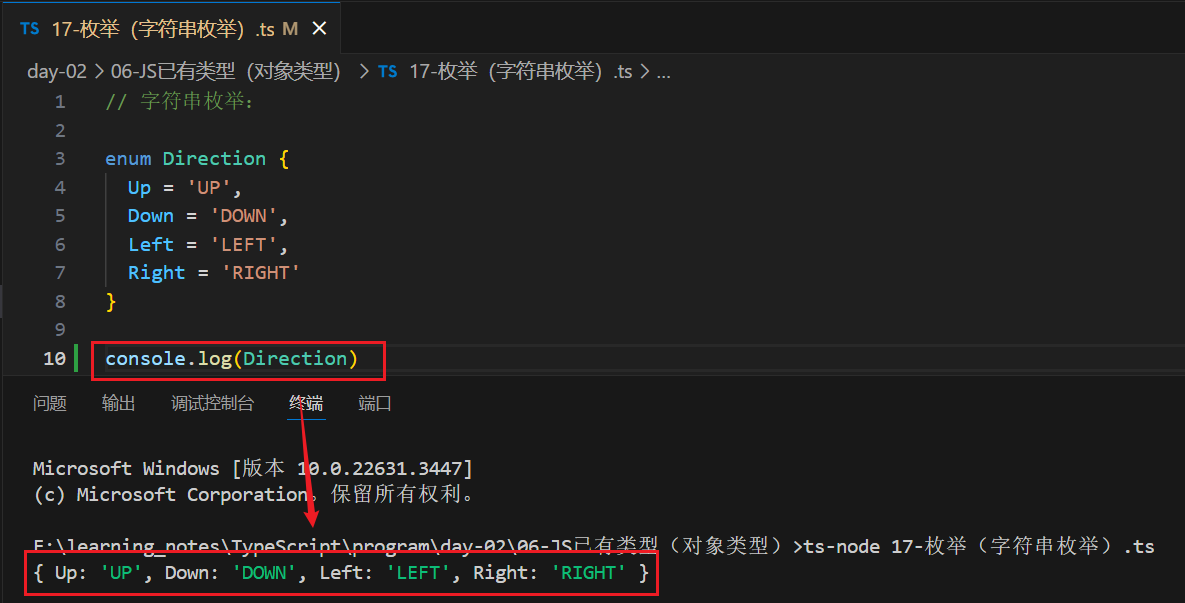 TS 17-枚举（字符串枚举）.ts M ×
day-02 > 06-JS已有类型（对象类型） > TS 17-枚举（字符串枚举）.ts > ...
1 // 字符串枚举：
2
3 enum Direction {
4 Up = 'UP',
5 Down = 'DOWN',
6 Left = 'LEFT',
7 Right = 'RIGHT'
8 }
9
10 console.log(Direction)
问题 输出 调试控制台 终端 端口
Microsoft Windows [版本 10.0.22631.3447]
(c) Microsoft Corporation。保留所有权利。
E:\learning_notes\TypeScript\program\day-02\06-JS已有类型（对象类型）>ts-node 17-枚举（字符串枚举）.ts
{ Up: 'UP', Down: 'DOWN', Left: 'LEFT', Right: 'RIGHT' }